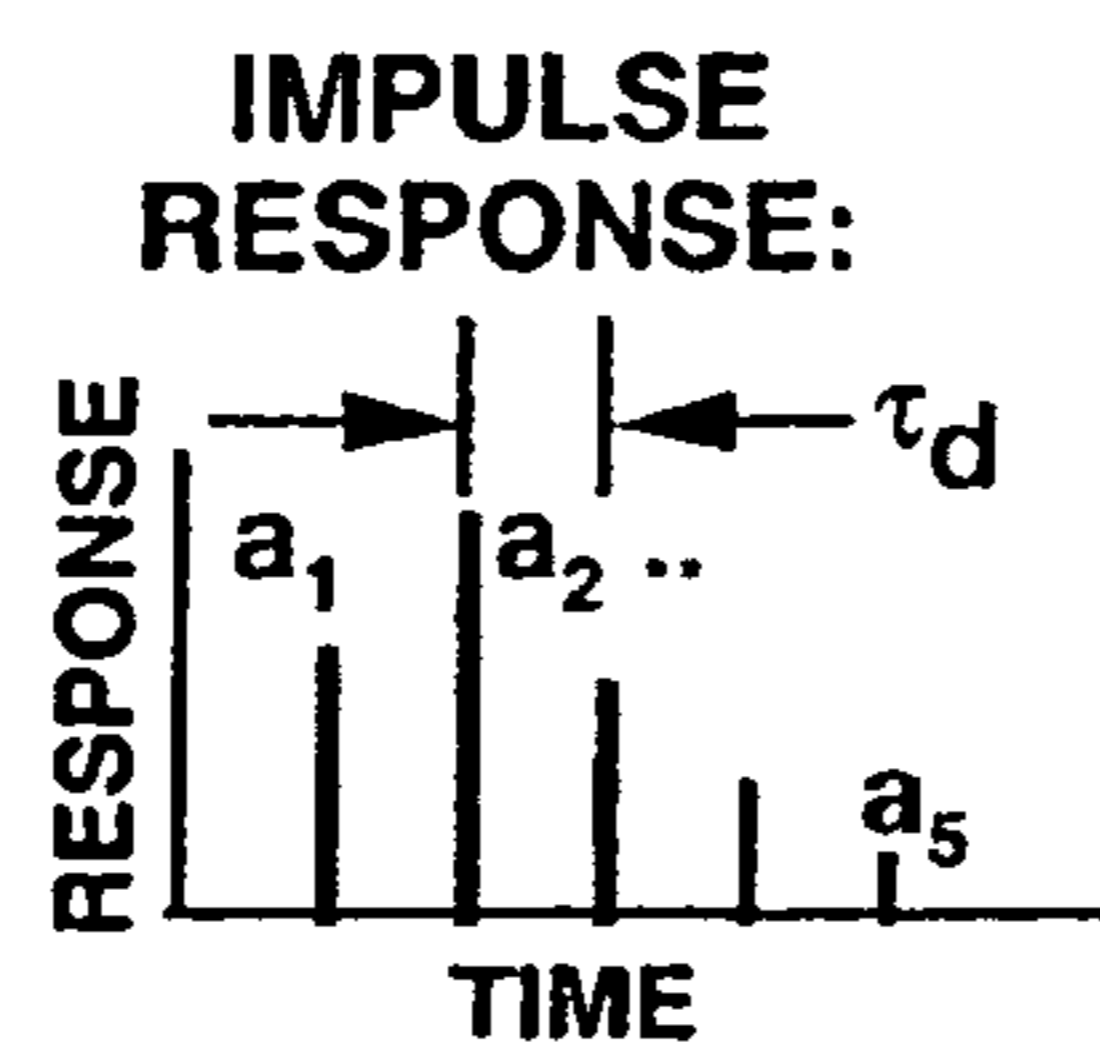 IMPULSE
RESPONSE:
τd
RESPONSE
a1
a2 ..
a5
TIME